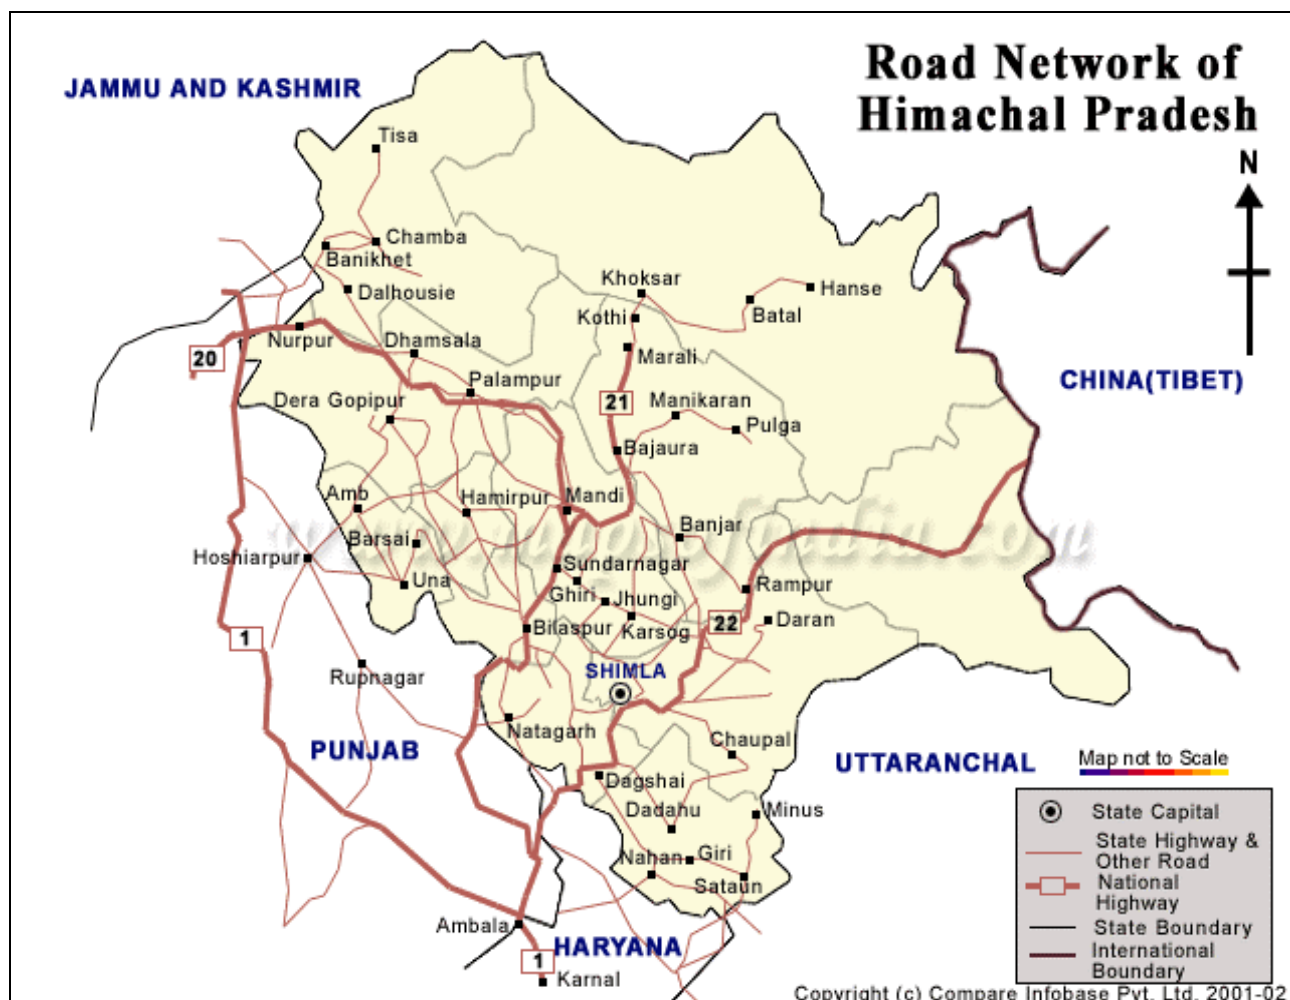 Road Network of
Himachal Pradesh
JAMMU AND KASHMIR
N
Tisa
Chamba
Banikhet
Dalhousie
Khoksar
Hanse
Batal
Kothi
Nurpur
Dhamsala
20
Marali
Palampur
CHINA(TIBET)
Dera Gopipur
21
Manikaran
Pulga
Bajaura
Amb
Hamirpur
Mandi
www.mapsofindia.com
Banjar
Barsai
Hoshiarpur
Sundarnagar
Una
Ghiri
Jhungi
Rampur
1
Bilaspur
Karsog
22
Daran
Rupnagar
SHIMLA
Natagarh
PUNJAB
Chaupal
UTTARANCHAL
Map not to Scale
Dagshai
Dadahu
Minus
State Capital
State Highway &
Other Road
National
Highway
State Boundary
International
Boundary
Nahan
Giri
Sataun
Ambala
HARYANA
1
Karnal
Copyright (c) Compare Infobase Pvt. Ltd. 2001-02